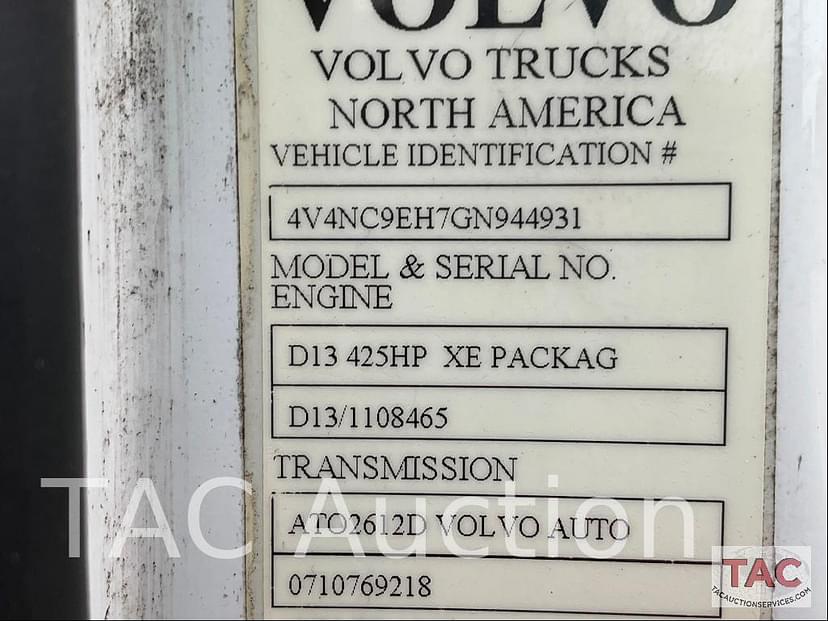 VOLVO
VOLVO TRUCKS
NORTH AMERICA
VEHICLE IDENTIFICATION #
4V4NC9EH7GN944931
MODEL & SERIAL NO.
ENGINE
D13 425HP XE PACKAG
D13/1108465
TRANSMISSION
ATO2612D VOLVO AUTO
0710769218
TAC Auction
TAC
TACAUCTIONSERVICES.COM